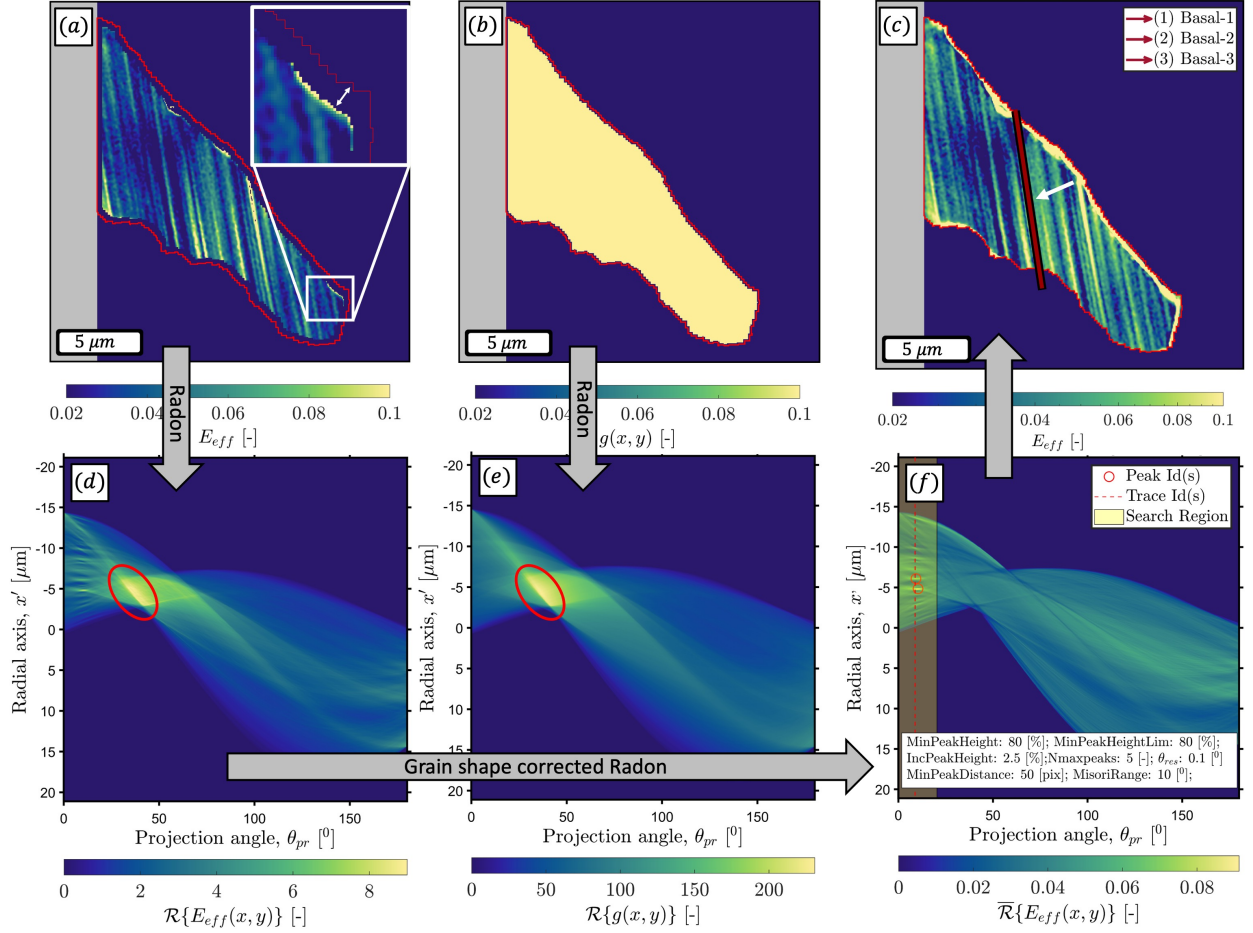 (a)
5 μm
0.02 0.04 0.06 0.08 0.1
E_eff [-]
Radon
(b)
5 μm
0.02 0.04 0.06 0.08 0.1
g(x, y) [-]
Radon
(c)
(1) Basal-1
(2) Basal-2
(3) Basal-3
5 μm
0.02 0.04 0.06 0.08 0.1
E_eff [-]
(d)
-20
-15
-10
-5
0
5
10
15
20
Radial axis, x′ [μm]
0 50 100 150
Projection angle, θ_pr [⁰]
0 2 4 6 8
ℛ{E_eff(x, y)} [-]
(e)
-20
-15
-10
-5
0
5
10
15
20
Radial axis, x′ [μm]
0 50 100 150
Projection angle, θ_pr [⁰]
0 50 100 150 200
ℛ{g(x, y)} [-]
Grain shape corrected Radon
(f)
Peak Id(s)
Trace Id(s)
Search Region
-20
-15
-10
-5
0
5
10
15
20
Radial axis, x" [μm]
MinPeakHeight: 80 [%]; MinPeakHeightLim: 80 [%];
IncPeakHeight: 2.5 [%];Nmaxpeaks: 5 [-]; θ_res: 0.1 [⁰]
MinPeakDistance: 50 [pix]; MisoriRange: 10 [⁰];
0 50 100 150
Projection angle, θ_pr [⁰]
0 0.02 0.04 0.06 0.08
ℛ̅{E_eff(x, y)} [-]